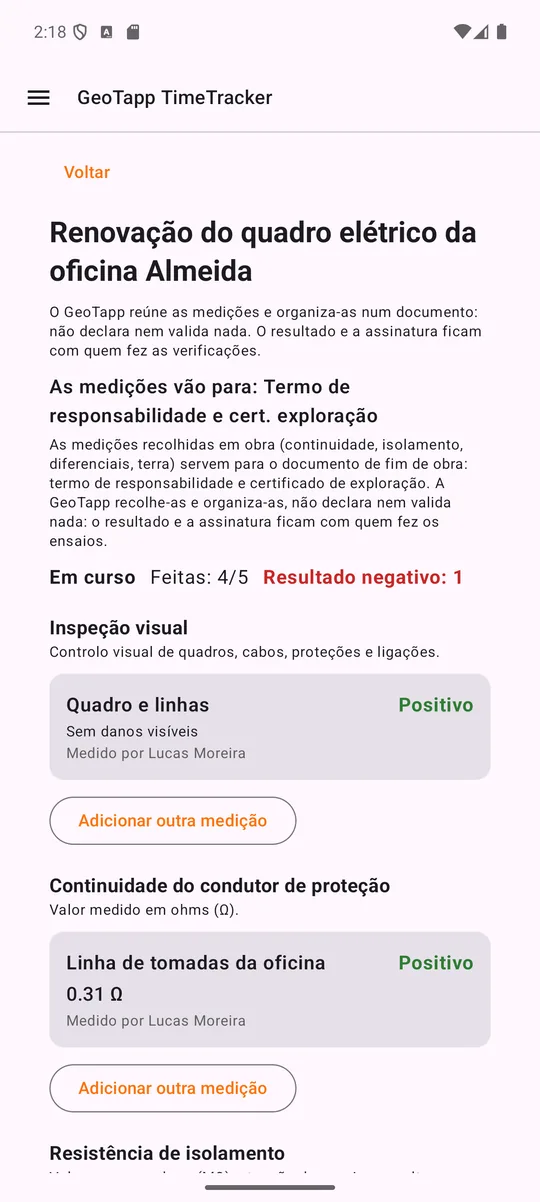 2:18
GeoTapp TimeTracker
Voltar
Renovação do quadro elétrico da
oficina Almeida
O GeoTapp reúne as medições e organiza-as num documento:
não declara nem valida nada. O resultado e a assinatura ficam
com quem fez as verificações.
As medições vão para: Termo de
responsabilidade e cert. exploração
As medições recolhidas em obra (continuidade, isolamento,
diferenciais, terra) servem para o documento de fim de obra:
termo de responsabilidade e certificado de exploração. A
GeoTapp recolhe-as e organiza-as, não declara nem valida
nada: o resultado e a assinatura ficam com quem fez os
ensaios.
Em curso Feitas: 4/5 Resultado negativo: 1
Inspeção visual
Controlo visual de quadros, cabos, proteções e ligações.
Quadro e linhas Positivo
Sem danos visíveis
Medido por Lucas Moreira
Adicionar outra medição
Continuidade do condutor de proteção
Valor medido em ohms (Ω).
Linha de tomadas da oficina Positivo
0.31 Ω
Medido por Lucas Moreira
Adicionar outra medição
Resistência de isolamento